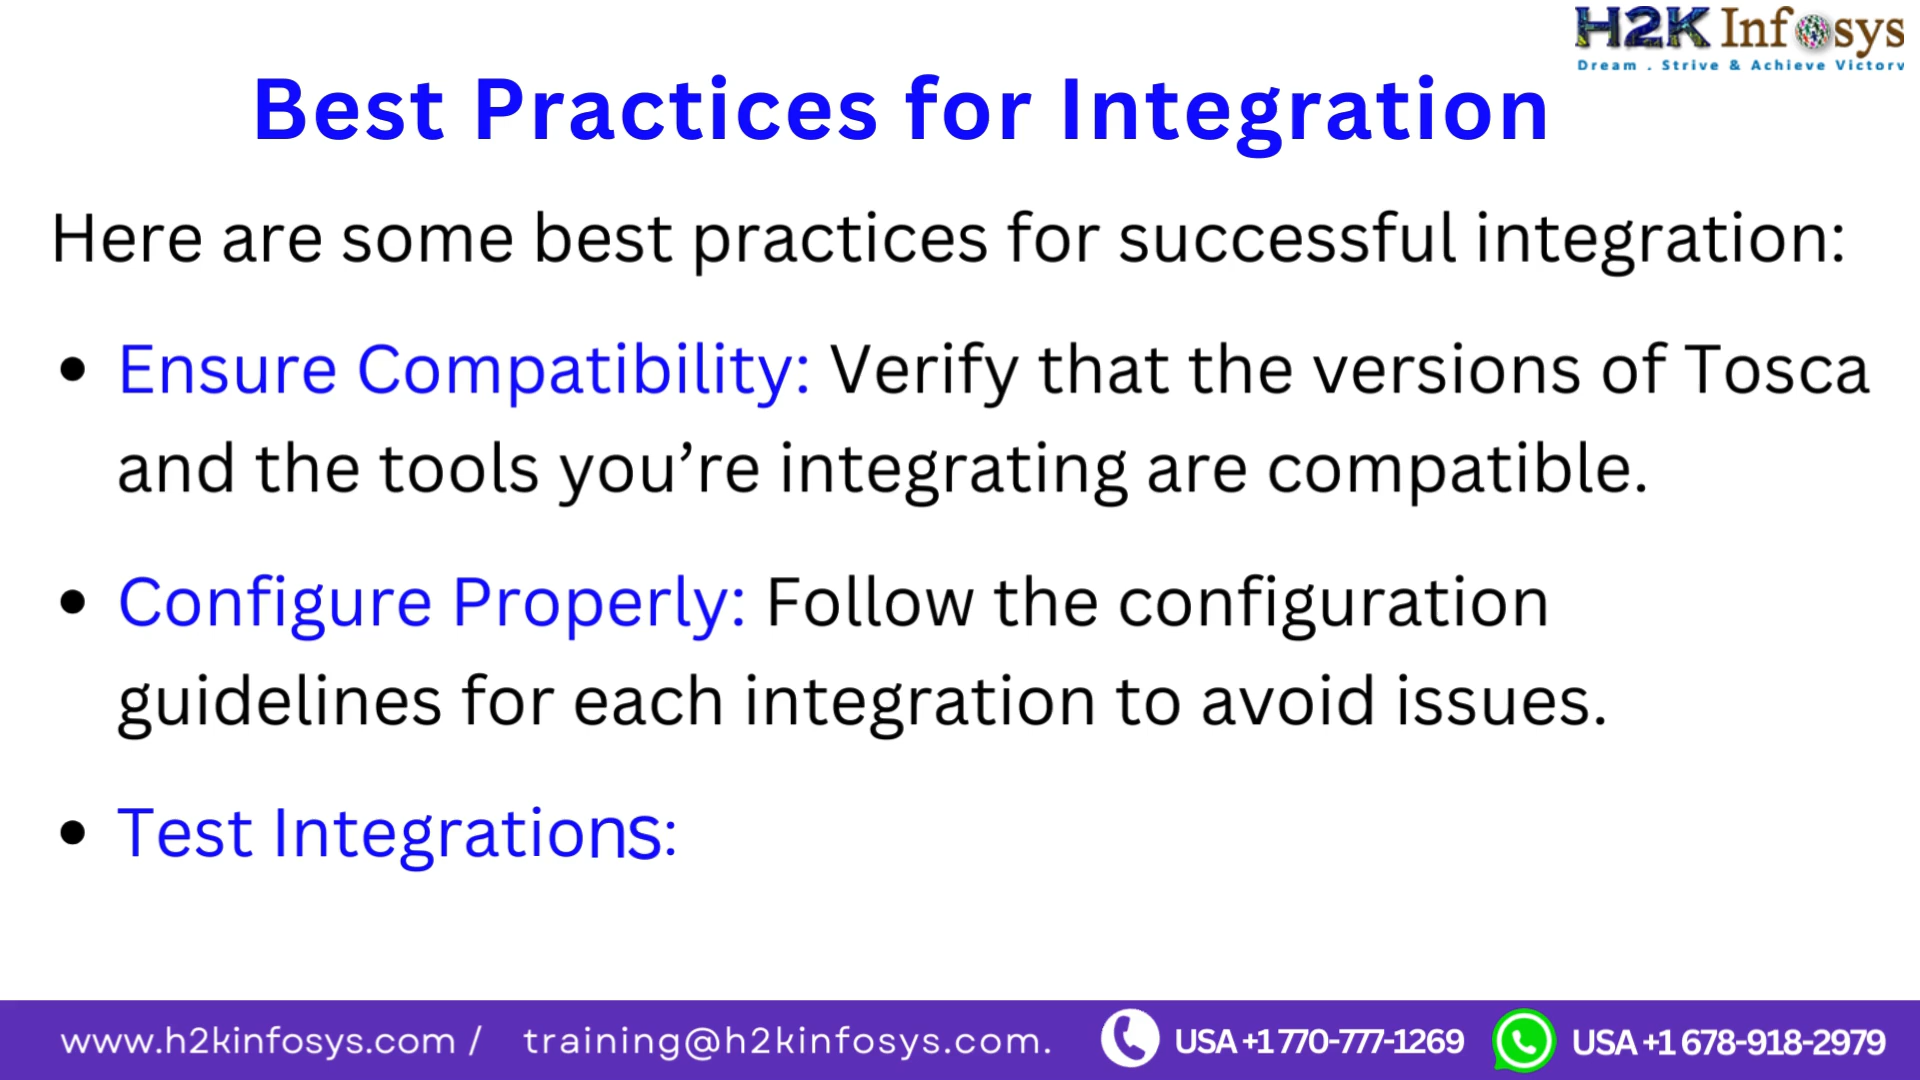 H2K Infosys
Dream . Strive & Achieve Victory
Best Practices for Integration
Here are some best practices for successful integration:
• Ensure Compatibility: Verify that the versions of Tosca
and the tools you’re integrating are compatible.
• Configure Properly: Follow the configuration
guidelines for each integration to avoid issues.
• Test Integrations:
www.h2kinfosys.com / training@h2kinfosys.com. USA +1 770-777-1269 USA +1 678-918-2979